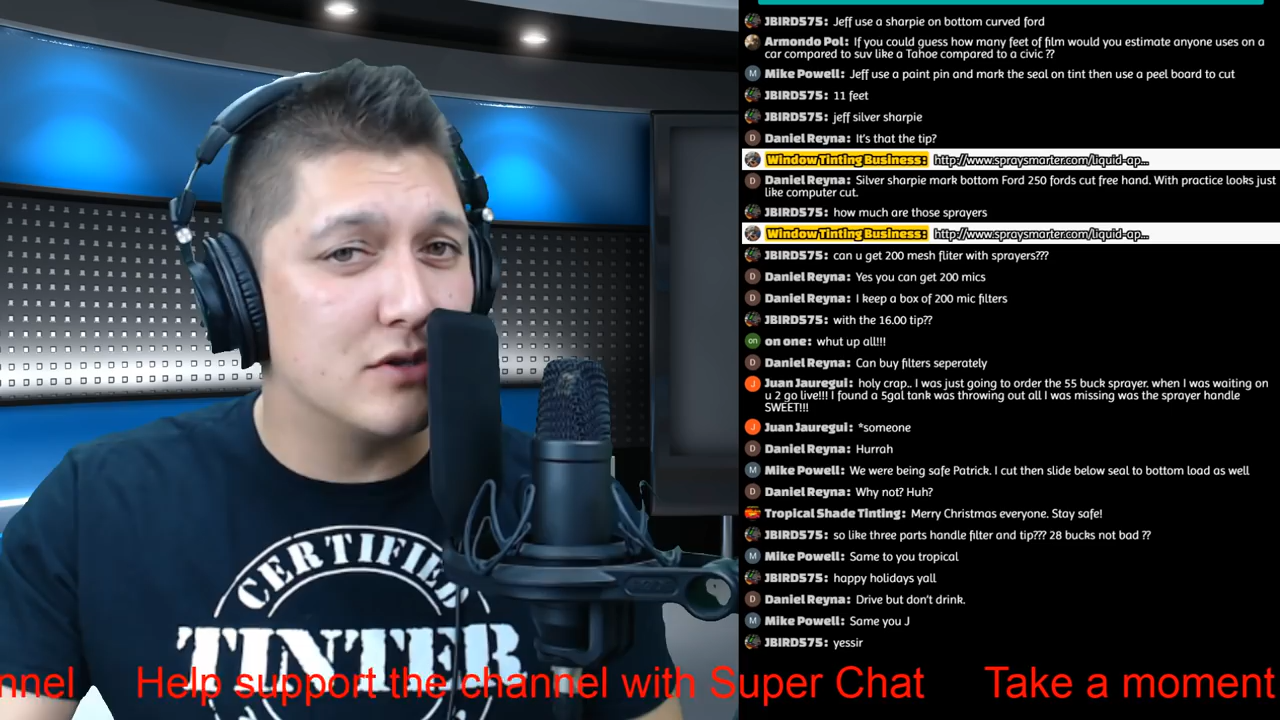 JBIRD575: Jeff use a sharpie on bottom curved ford
Armondo Pol: If you could guess how many feet of film would you estimate anyone uses on a
car compared to suv like a Tahoe compared to a civic ??
M Mike Powell: Jeff use a paint pin and mark the seal on tint then use a peel board to cut
JBIRD575: 11 feet
JBIRD575: jeff silver sharpie
D Daniel Reyna: It's that the tip?
Window Tinting Business: http://www.spraysmarter.com/liquid-ap...
D Daniel Reyna: Silver sharpie mark bottom Ford 250 fords cut free hand. With practice looks just
like computer cut.
JBIRD575: how much are those sprayers
Window Tinting Business: http://www.spraysmarter.com/liquid-ap...
JBIRD575: can u get 200 mesh fliter with sprayers???
D Daniel Reyna: Yes you can get 200 mics
D Daniel Reyna: I keep a box of 200 mic filters
JBIRD575: with the 16.00 tip??
on on one: whut up all!!!
D Daniel Reyna: Can buy filters seperately
J Juan Jauregui: holy crap.. I was just going to order the 55 buck sprayer. when I was waiting on
u 2 go live!!! I found a 5gal tank was throwing out all I was missing was the sprayer handle
SWEET!!!
J Juan Jauregui: *someone
D Daniel Reyna: Hurrah
M Mike Powell: We were being safe Patrick. I cut then slide below seal to bottom load as well
D Daniel Reyna: Why not? Huh?
Tropical Shade Tinting: Merry Christmas everyone. Stay safe!
JBIRD575: so like three parts handle filter and tip??? 28 bucks not bad ??
M Mike Powell: Same to you tropical
JBIRD575: happy holidays yall
D Daniel Reyna: Drive but don't drink.
M Mike Powell: Same you J
JBIRD575: yessir
CERTIFIED
TINTER
nnel Help support the channel with Super Chat Take a moment